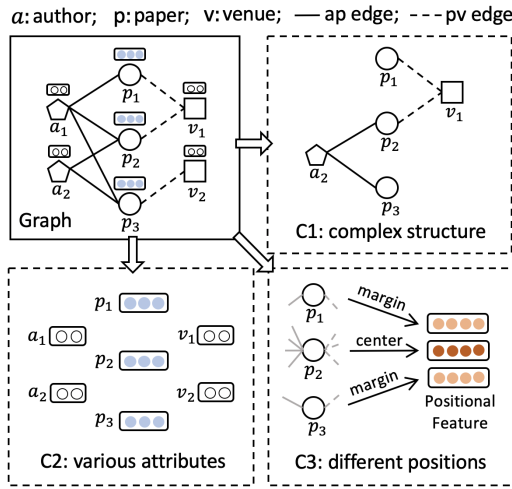 a: author; p: paper; v: venue; — ap edge; --- pv edge
p₁
a₁
v₁
p₂
a₂
v₂
p₃
Graph
p₁
v₁
p₂
a₂
p₃
C1: complex structure
p₁
a₁
v₁
p₂
a₂
v₂
p₃
C2: various attributes
p₁
margin
center
p₂
margin
p₃
Positional
Feature
C3: different positions